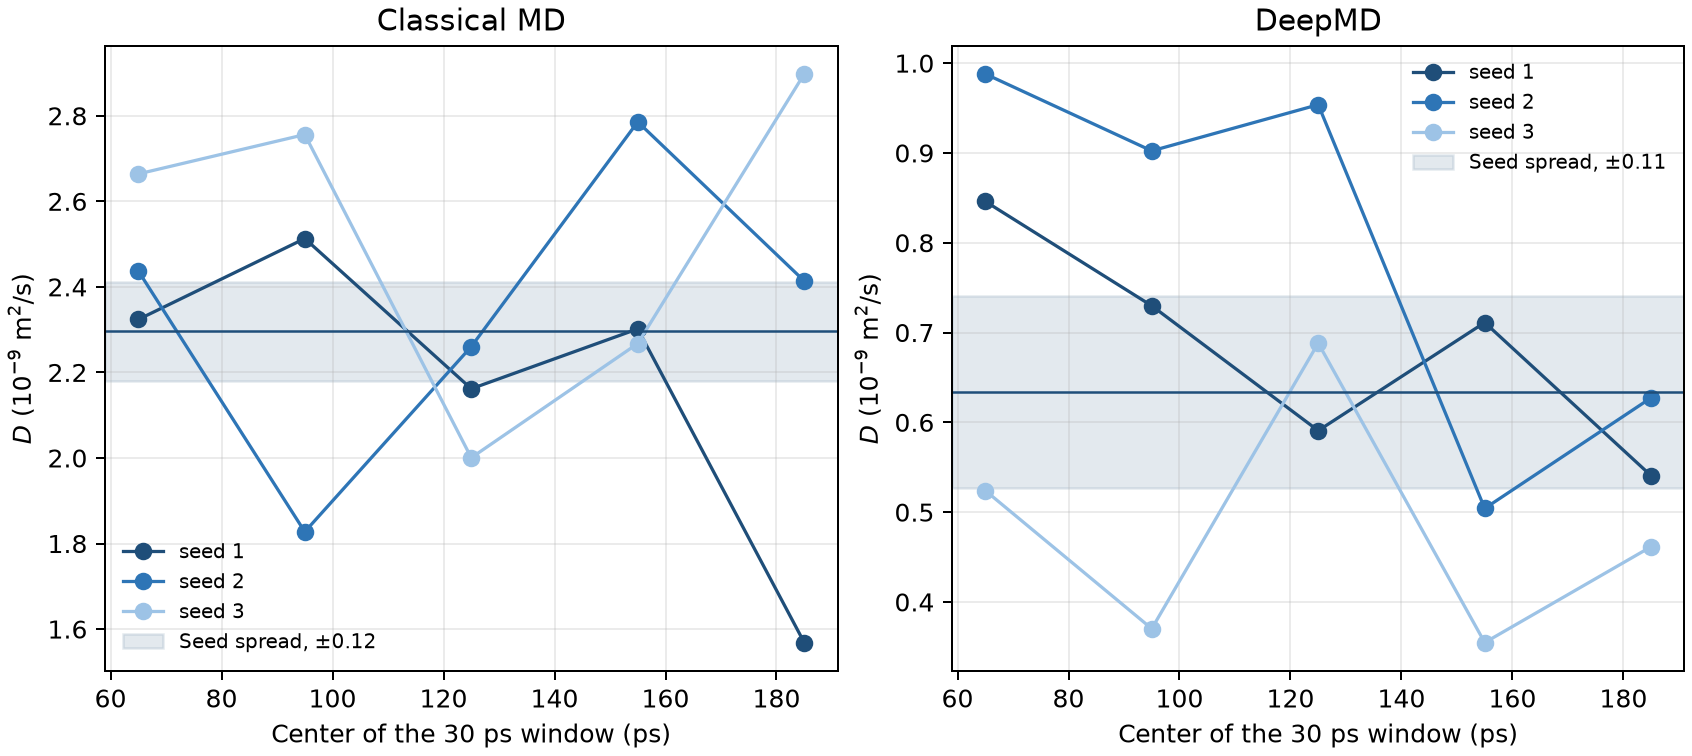 Classical MD
D (10⁻⁹ m²/s)
2.8
2.6
2.4
2.2
2.0
1.8
1.6
seed 1
seed 2
seed 3
Seed spread, ±0.12
60 80 100 120 140 160 180
Center of the 30 ps window (ps)
DeepMD
D (10⁻⁹ m²/s)
1.0
0.9
0.8
0.7
0.6
0.5
0.4
seed 1
seed 2
seed 3
Seed spread, ±0.11
60 80 100 120 140 160 180
Center of the 30 ps window (ps)